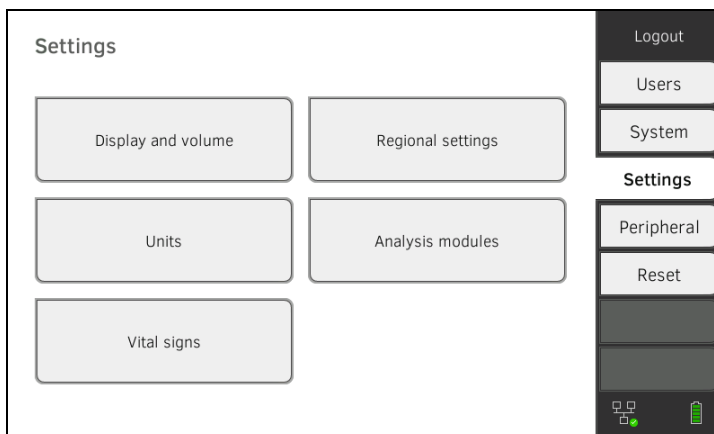 Settings
Display and volume
Regional settings
Units
Analysis modules
Vital signs
Logout
Users
System
Settings
Peripheral
Reset